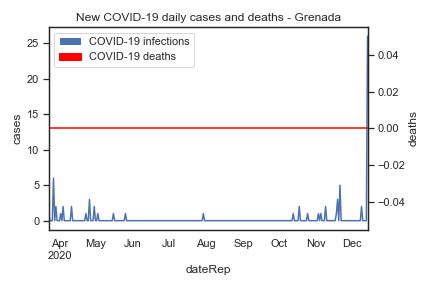 New COVID-19 daily cases and deaths - Grenada
COVID-19 infections
COVID-19 deaths
25
20
15
10
5
0
cases
0.04
0.02
0.00
−0.02
−0.04
deaths
Apr May Jun Jul Aug Sep Oct Nov Dec
2020
dateRep